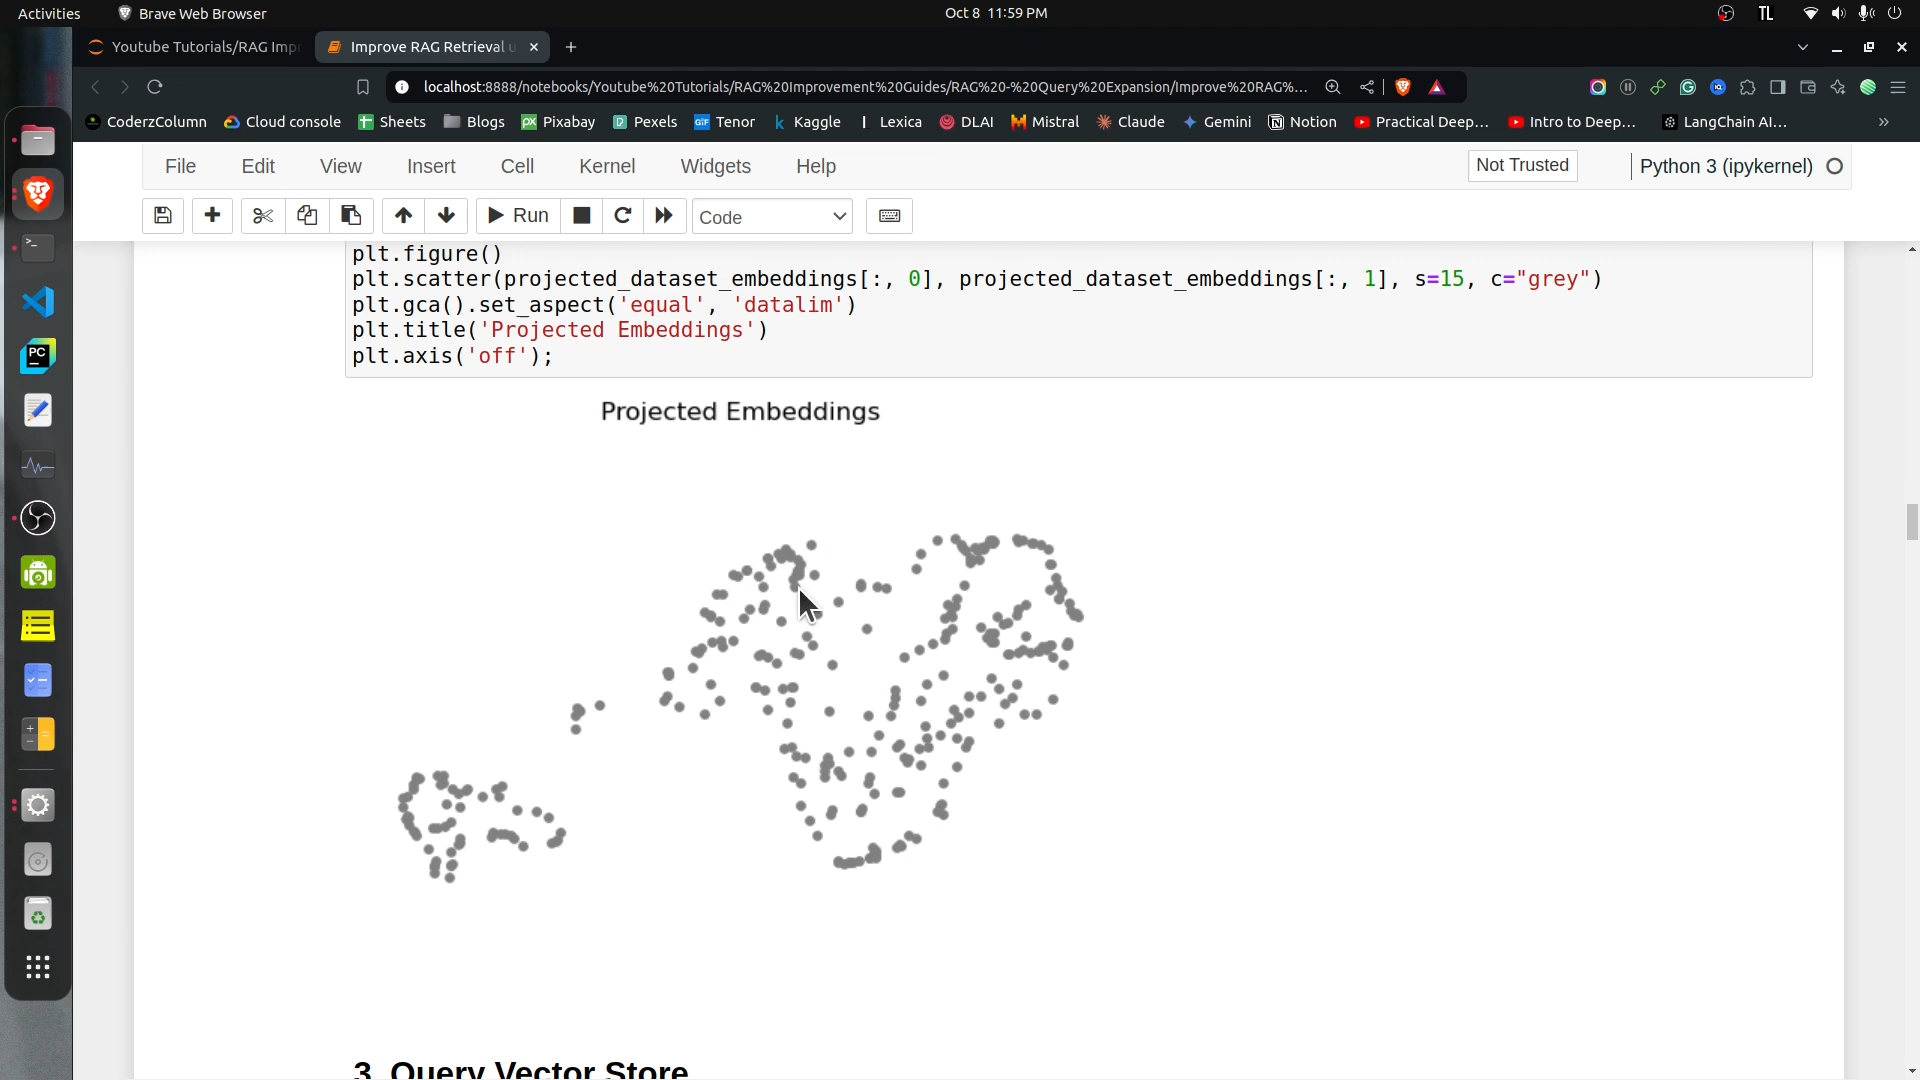 Activities Brave Web Browser Oct 8 11:59 PM TL
Youtube Tutorials/RAG Imp Improve RAG Retrieval u
localhost:8888/notebooks/Youtube%20Tutorials/RAG%20Improvement%20Guides/RAG%20-%20Query%20Expansion/Improve%20RAG%...
CoderzColumn Cloud console Sheets Blogs Pixabay Pexels Tenor Kaggle Lexica DLAI Mistral Claude Gemini Notion Practical Deep... Intro to Deep... LangChain AI...
File Edit View Insert Cell Kernel Widgets Help Not Trusted Python 3 (ipykernel)
Run Code
plt.figure()
plt.scatter(projected_dataset_embeddings[:, 0], projected_dataset_embeddings[:, 1], s=15, c="grey")
plt.gca().set_aspect('equal', 'datalim')
plt.title('Projected Embeddings')
plt.axis('off');
Projected Embeddings
3. Query Vector Store